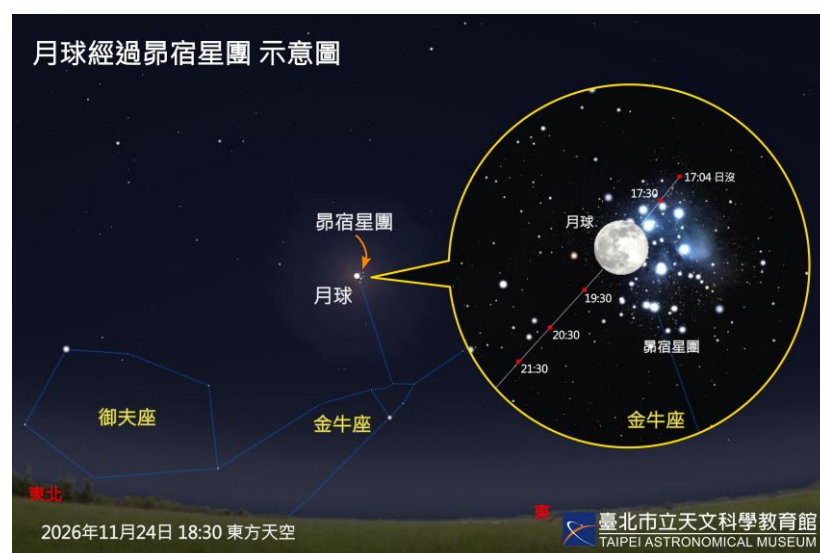 月球經過昴宿星團 示意圖
昴宿星團
月球
御夫座
金牛座
東北
東
17:04 日沒
17:30
月球
19:30
20:30
21:30
昴宿星團
金牛座
2026年11月24日 18:30 東方天空
臺北市立天文科學教育館
TAIPEI ASTRONOMICAL MUSEUM